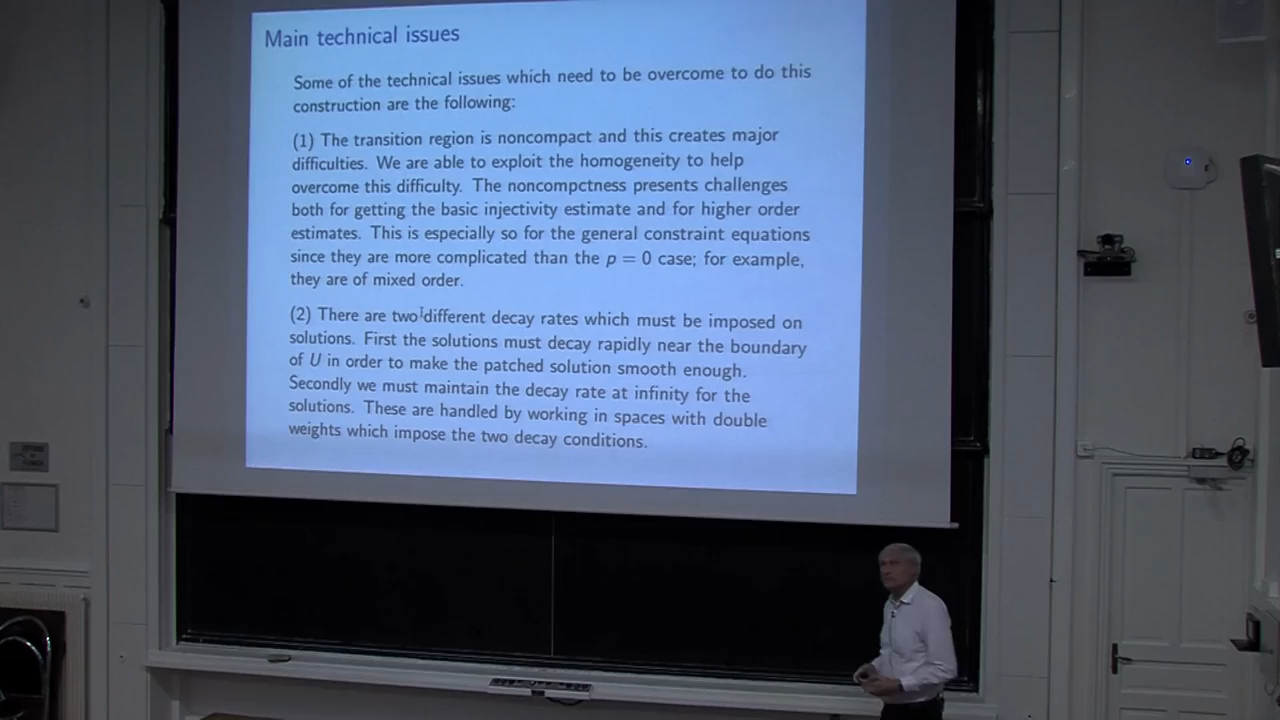 Main technical issues
Some of the technical issues which need to be overcome to do this
construction are the following:
(1) The transition region is noncompact and this creates major
difficulties. We are able to exploit the homogeneity to help
overcome this difficulty. The noncompctness presents challenges
both for getting the basic injectivity estimate and for higher order
estimates. This is especially so for the general constraint equations
since they are more complicated than the p = 0 case; for example,
they are of mixed order.
(2) There are two different decay rates which must be imposed on
solutions. First the solutions must decay rapidly near the boundary
of U in order to make the patched solution smooth enough.
Secondly we must maintain the decay rate at infinity for the
solutions. These are handled by working in spaces with double
weights which impose the two decay conditions.